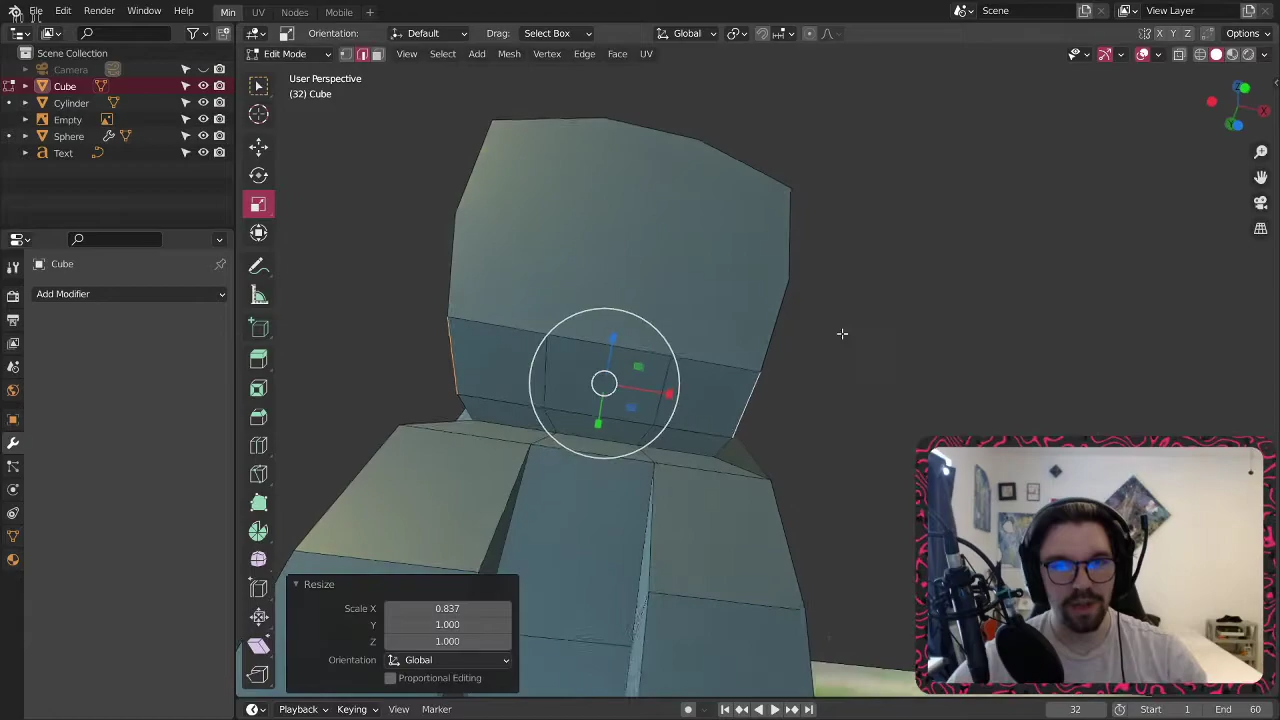 File Edit Render Window Help Min UV Nodes Mobile + Scene View Layer
Orientation: Default Drag: Select Box Global X Y Z Options
Edit Mode View Select Add Mesh Vertex Edge Face UV
Scene Collection
Camera
Cube
Cylinder
Empty
Sphere
Text
User Perspective
(32) Cube
Cube
Add Modifier
Resize
Scale X 0.837
Y 1.000
Z 1.000
Orientation Global
Proportional Editing
Playback Keying View Marker 32 Start 1 End 60